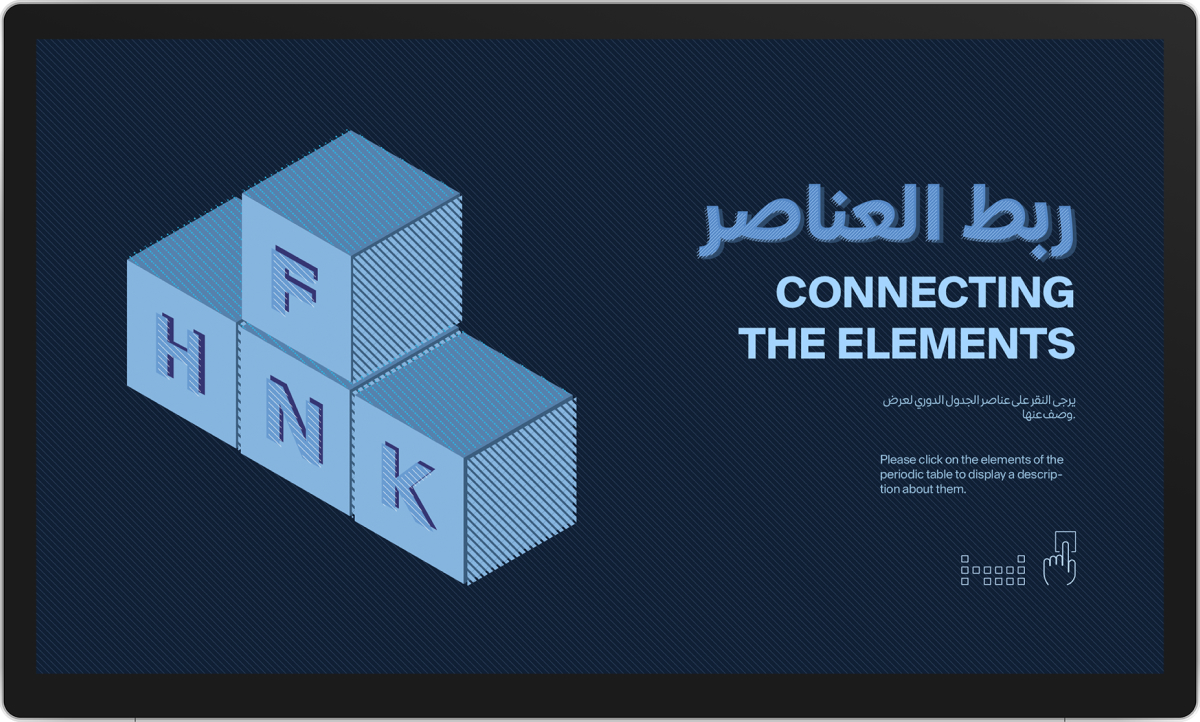 ربط العناصر
CONNECTING
THE ELEMENTS
يرجى النقر على عناصر الجدول الدوري لعرض
وصف عنها.
Please click on the elements of the
periodic table to display a descrip-
tion about them.
F
H
N
K